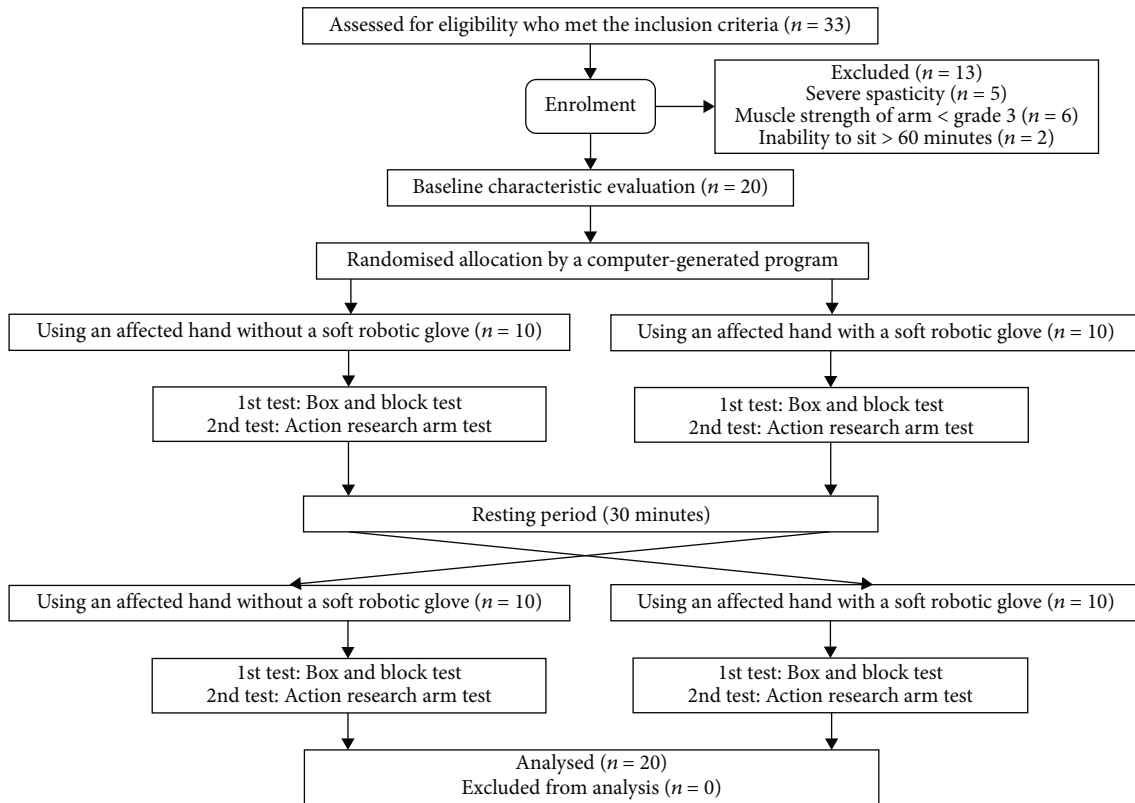 Assessed for eligibility who met the inclusion criteria (n = 33)
Enrolment
Excluded (n = 13)
Severe spasticity (n = 5)
Muscle strength of arm < grade 3 (n = 6)
Inability to sit > 60 minutes (n = 2)
Baseline characteristic evaluation (n = 20)
Randomised allocation by a computer-generated program
Using an affected hand without a soft robotic glove (n = 10)
Using an affected hand with a soft robotic glove (n = 10)
1st test: Box and block test
2nd test: Action research arm test
1st test: Box and block test
2nd test: Action research arm test
Resting period (30 minutes)
Using an affected hand without a soft robotic glove (n = 10)
Using an affected hand with a soft robotic glove (n = 10)
1st test: Box and block test
2nd test: Action research arm test
1st test: Box and block test
2nd test: Action research arm test
Analysed (n = 20)
Excluded from analysis (n = 0)